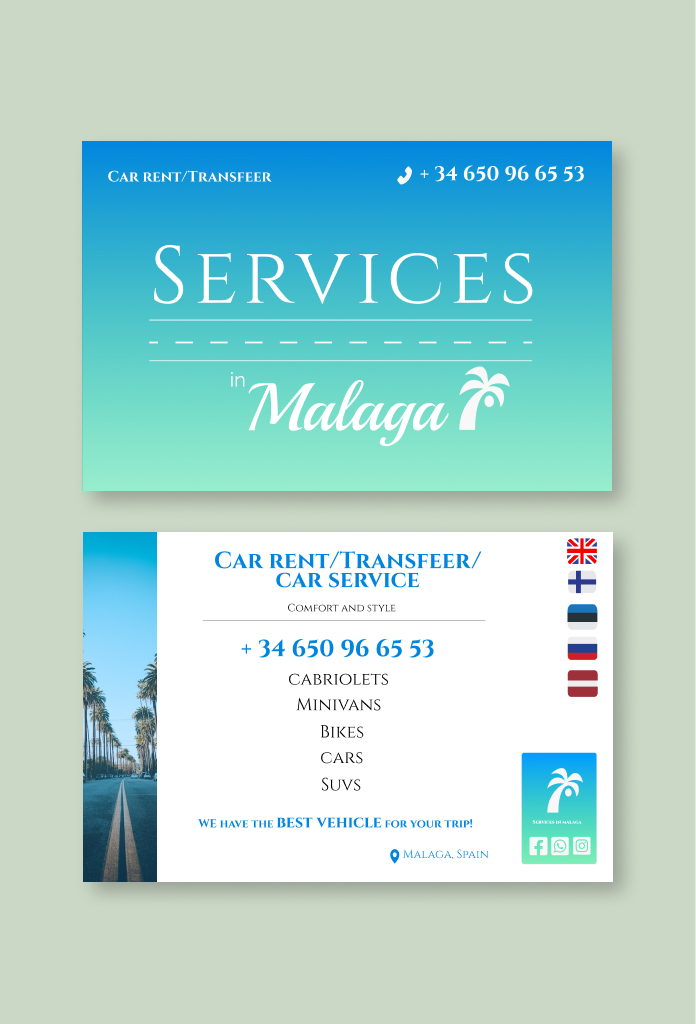 Car rent/Transfeer
+ 34 650 96 65 53
Services
in Malaga
Car rent/Transfeer/
car service
Comfort and style
+ 34 650 96 65 53
cabriolets
Minivans
Bikes
cars
Suvs
we have the BEST VEHICLE for your trip!
Malaga, Spain
Services in malaga